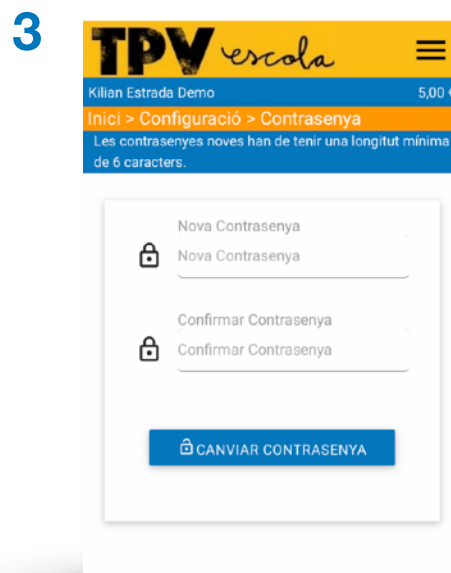 3
TPV escola
Kilian Estrada Demo 5,00 €
Inici > Configuració > Contrasenya
Les contrasenyes noves han de tenir una longitut mínima
de 6 caracters.
Nova Contrasenya
Nova Contrasenya
Confirmar Contrasenya
Confirmar Contrasenya
CANVIAR CONTRASENYA